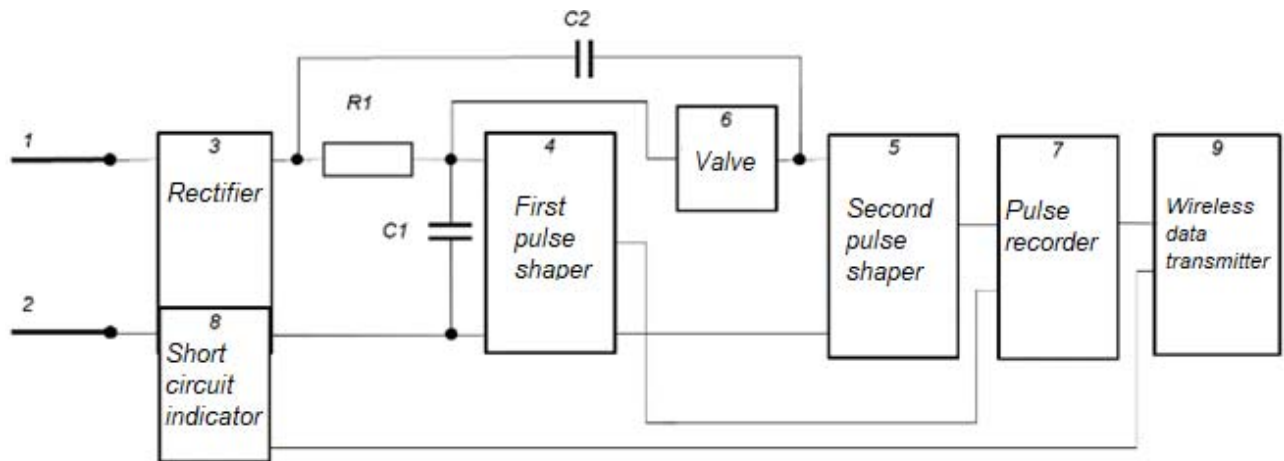 C2
R1
1
3
Rectifier
4
First
pulse
shaper
6
Valve
5
Second
pulse
shaper
7
Pulse
recorder
9
Wireless
data
transmitter
C1
2
8
Short
circuit
indicator